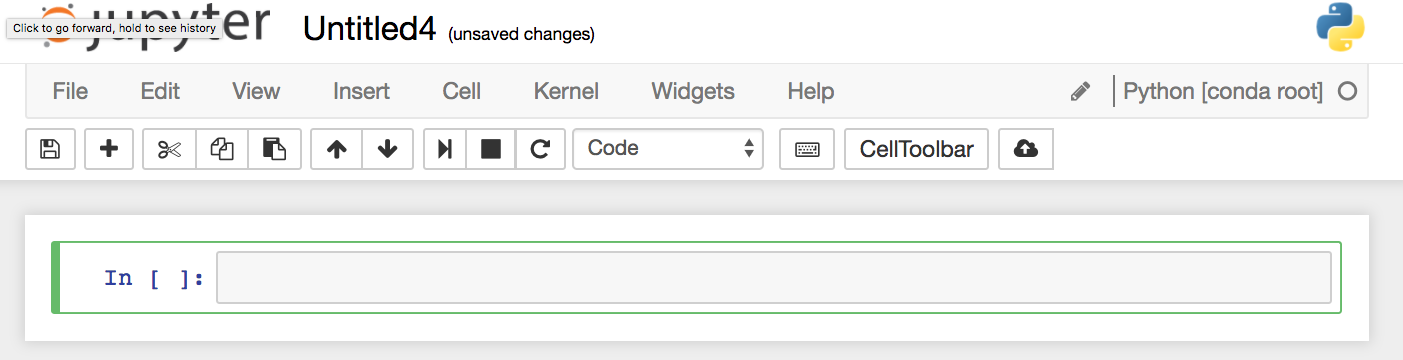 Click to go forward, hold to see history
jupyter Untitled4 (unsaved changes)
File Edit View Insert Cell Kernel Widgets Help Python [conda root]
Code CellToolbar
In [ ]: